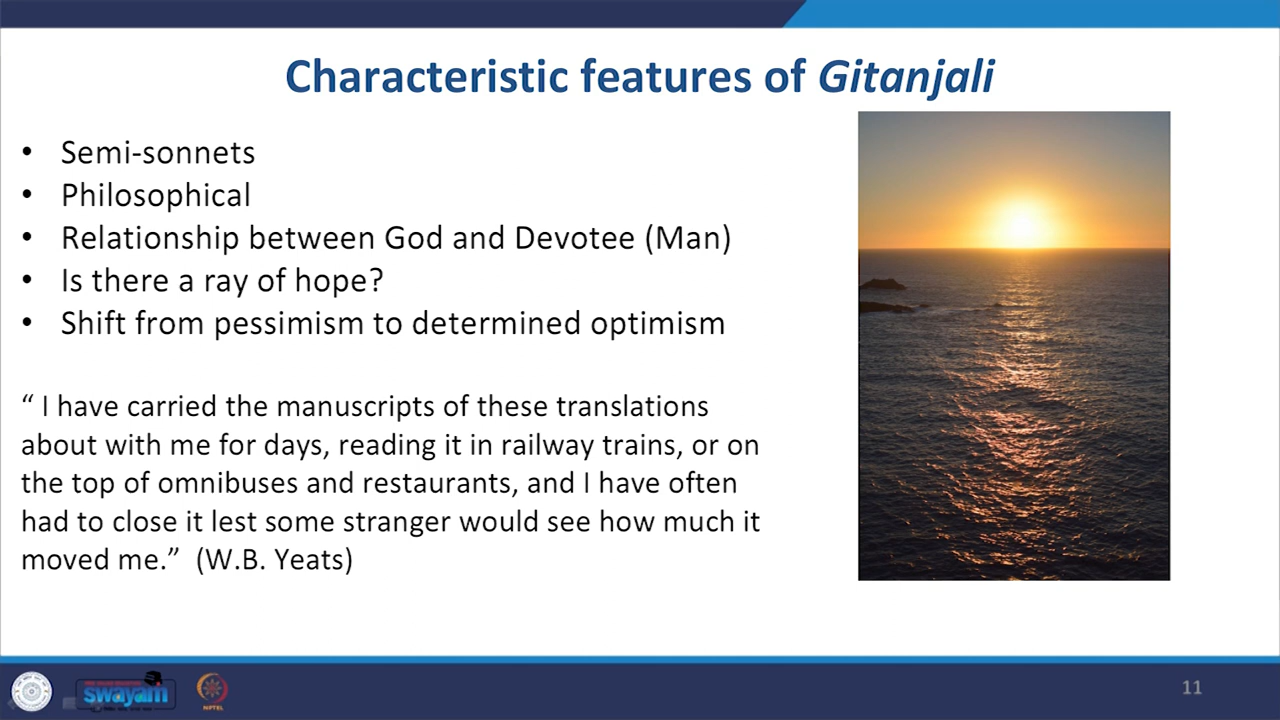 Characteristic features of Gitanjali
• Semi-sonnets
• Philosophical
• Relationship between God and Devotee (Man)
• Is there a ray of hope?
• Shift from pessimism to determined optimism
“ I have carried the manuscripts of these translations
about with me for days, reading it in railway trains, or on
the top of omnibuses and restaurants, and I have often
had to close it lest some stranger would see how much it
moved me.” (W.B. Yeats)
swayam
NPTEL
11